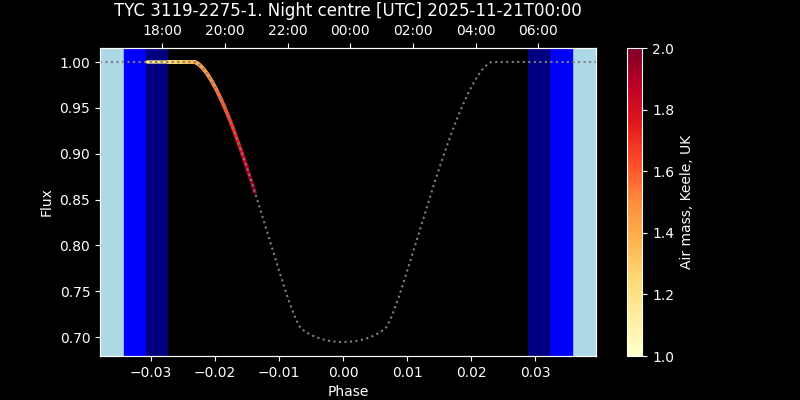 TYC 3119-2275-1. Night centre [UTC] 2025-11-21T00:00
18:00 20:00 22:00 00:00 02:00 04:00 06:00
1.00
0.95
0.90
0.85
0.80
0.75
0.70
Flux
−0.03 −0.02 −0.01 0.00 0.01 0.02 0.03
Phase
2.0
1.8
1.6
1.4
1.2
1.0
Air mass, Keele, UK